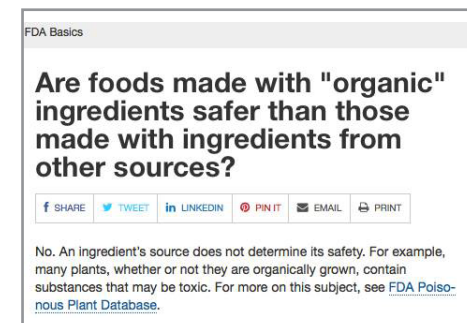 FDA Basics
Are foods made with "organic"
ingredients safer than those
made with ingredients from
other sources?
SHARE TWEET LINKEDIN PIN IT EMAIL PRINT
No. An ingredient's source does not determine its safety. For example,
many plants, whether or not they are organically grown, contain
substances that may be toxic. For more on this subject, see FDA Poiso-
nous Plant Database.